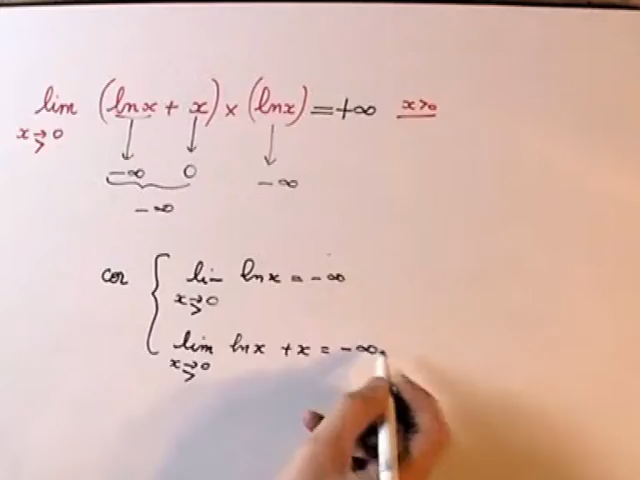 lim (lnx + x) × (lnx) = +∞ x>0
x→0
>
-∞ 0 -∞
-∞
car { lim lnx = -∞
x→0
>
lim lnx + x = -∞
x→0
>